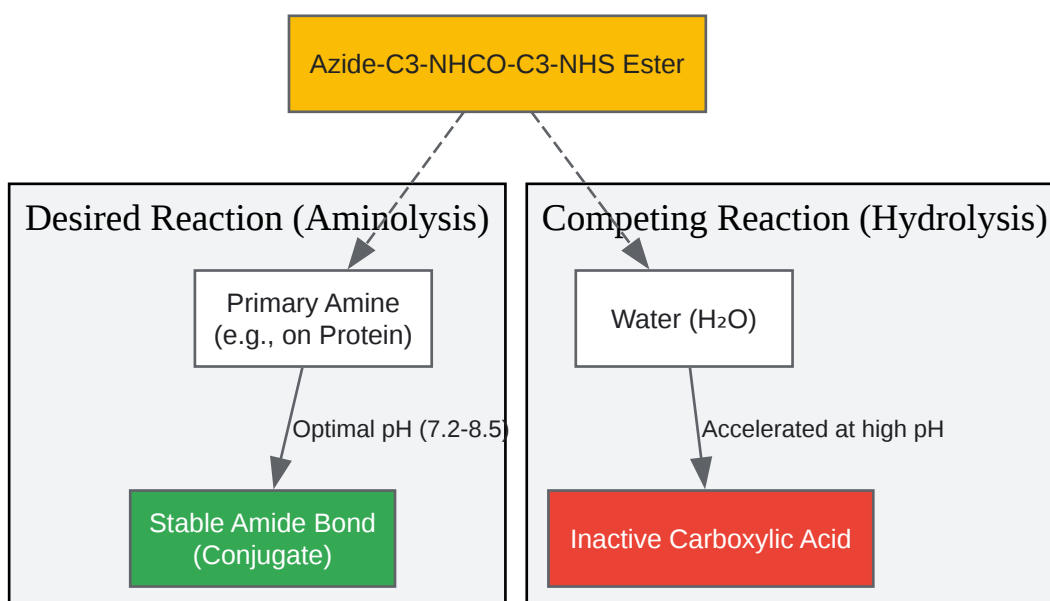 Azide-C3-NHCO-C3-NHS Ester
Desired Reaction (Aminolysis)
Primary Amine
(e.g., on Protein)
Optimal pH (7.2-8.5)
Stable Amide Bond
(Conjugate)
Competing Reaction (Hydrolysis)
Water (H₂O)
Accelerated at high pH
Inactive Carboxylic Acid